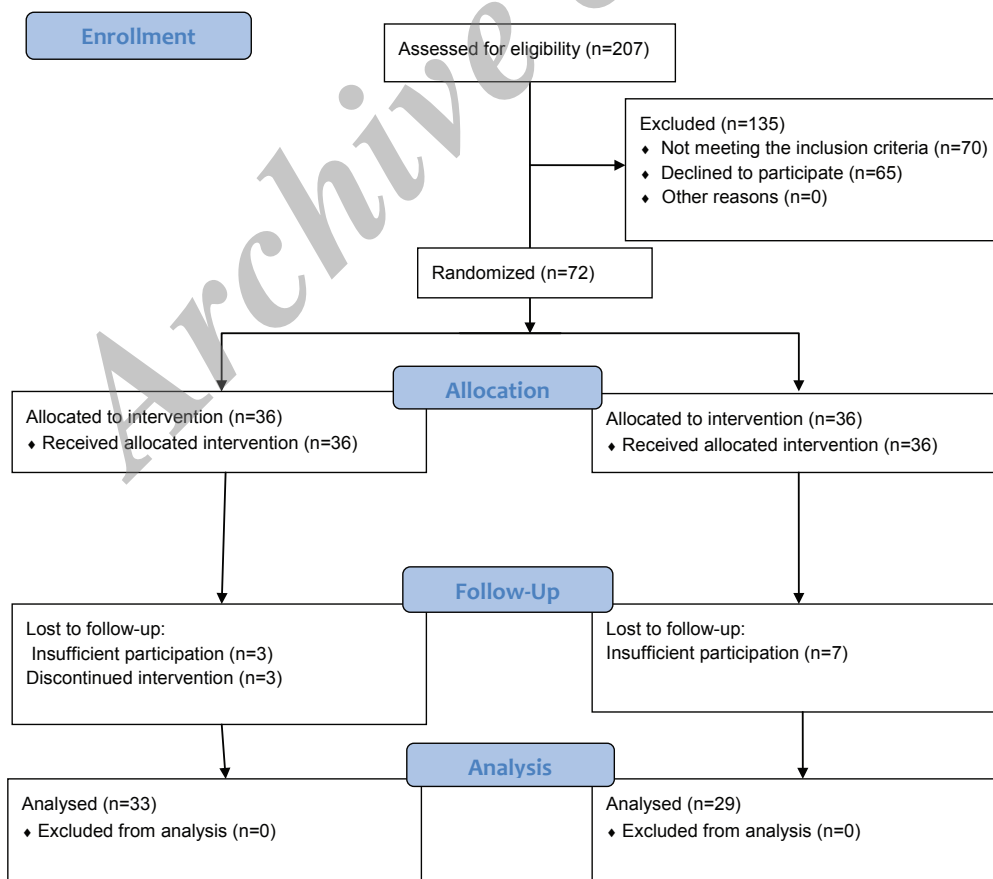 Enrollment
Assessed for eligibility (n=207)
Excluded (n=135)
♦ Not meeting the inclusion criteria (n=70)
♦ Declined to participate (n=65)
♦ Other reasons (n=0)
Randomized (n=72)
Allocation
Allocated to intervention (n=36)
♦ Received allocated intervention (n=36)
Allocated to intervention (n=36)
♦ Received allocated intervention (n=36)
Follow-Up
Lost to follow-up:
Insufficient participation (n=3)
Discontinued intervention (n=3)
Lost to follow-up:
Insufficient participation (n=7)
Analysis
Analysed (n=33)
♦ Excluded from analysis (n=0)
Analysed (n=29)
♦ Excluded from analysis (n=0)
Archive